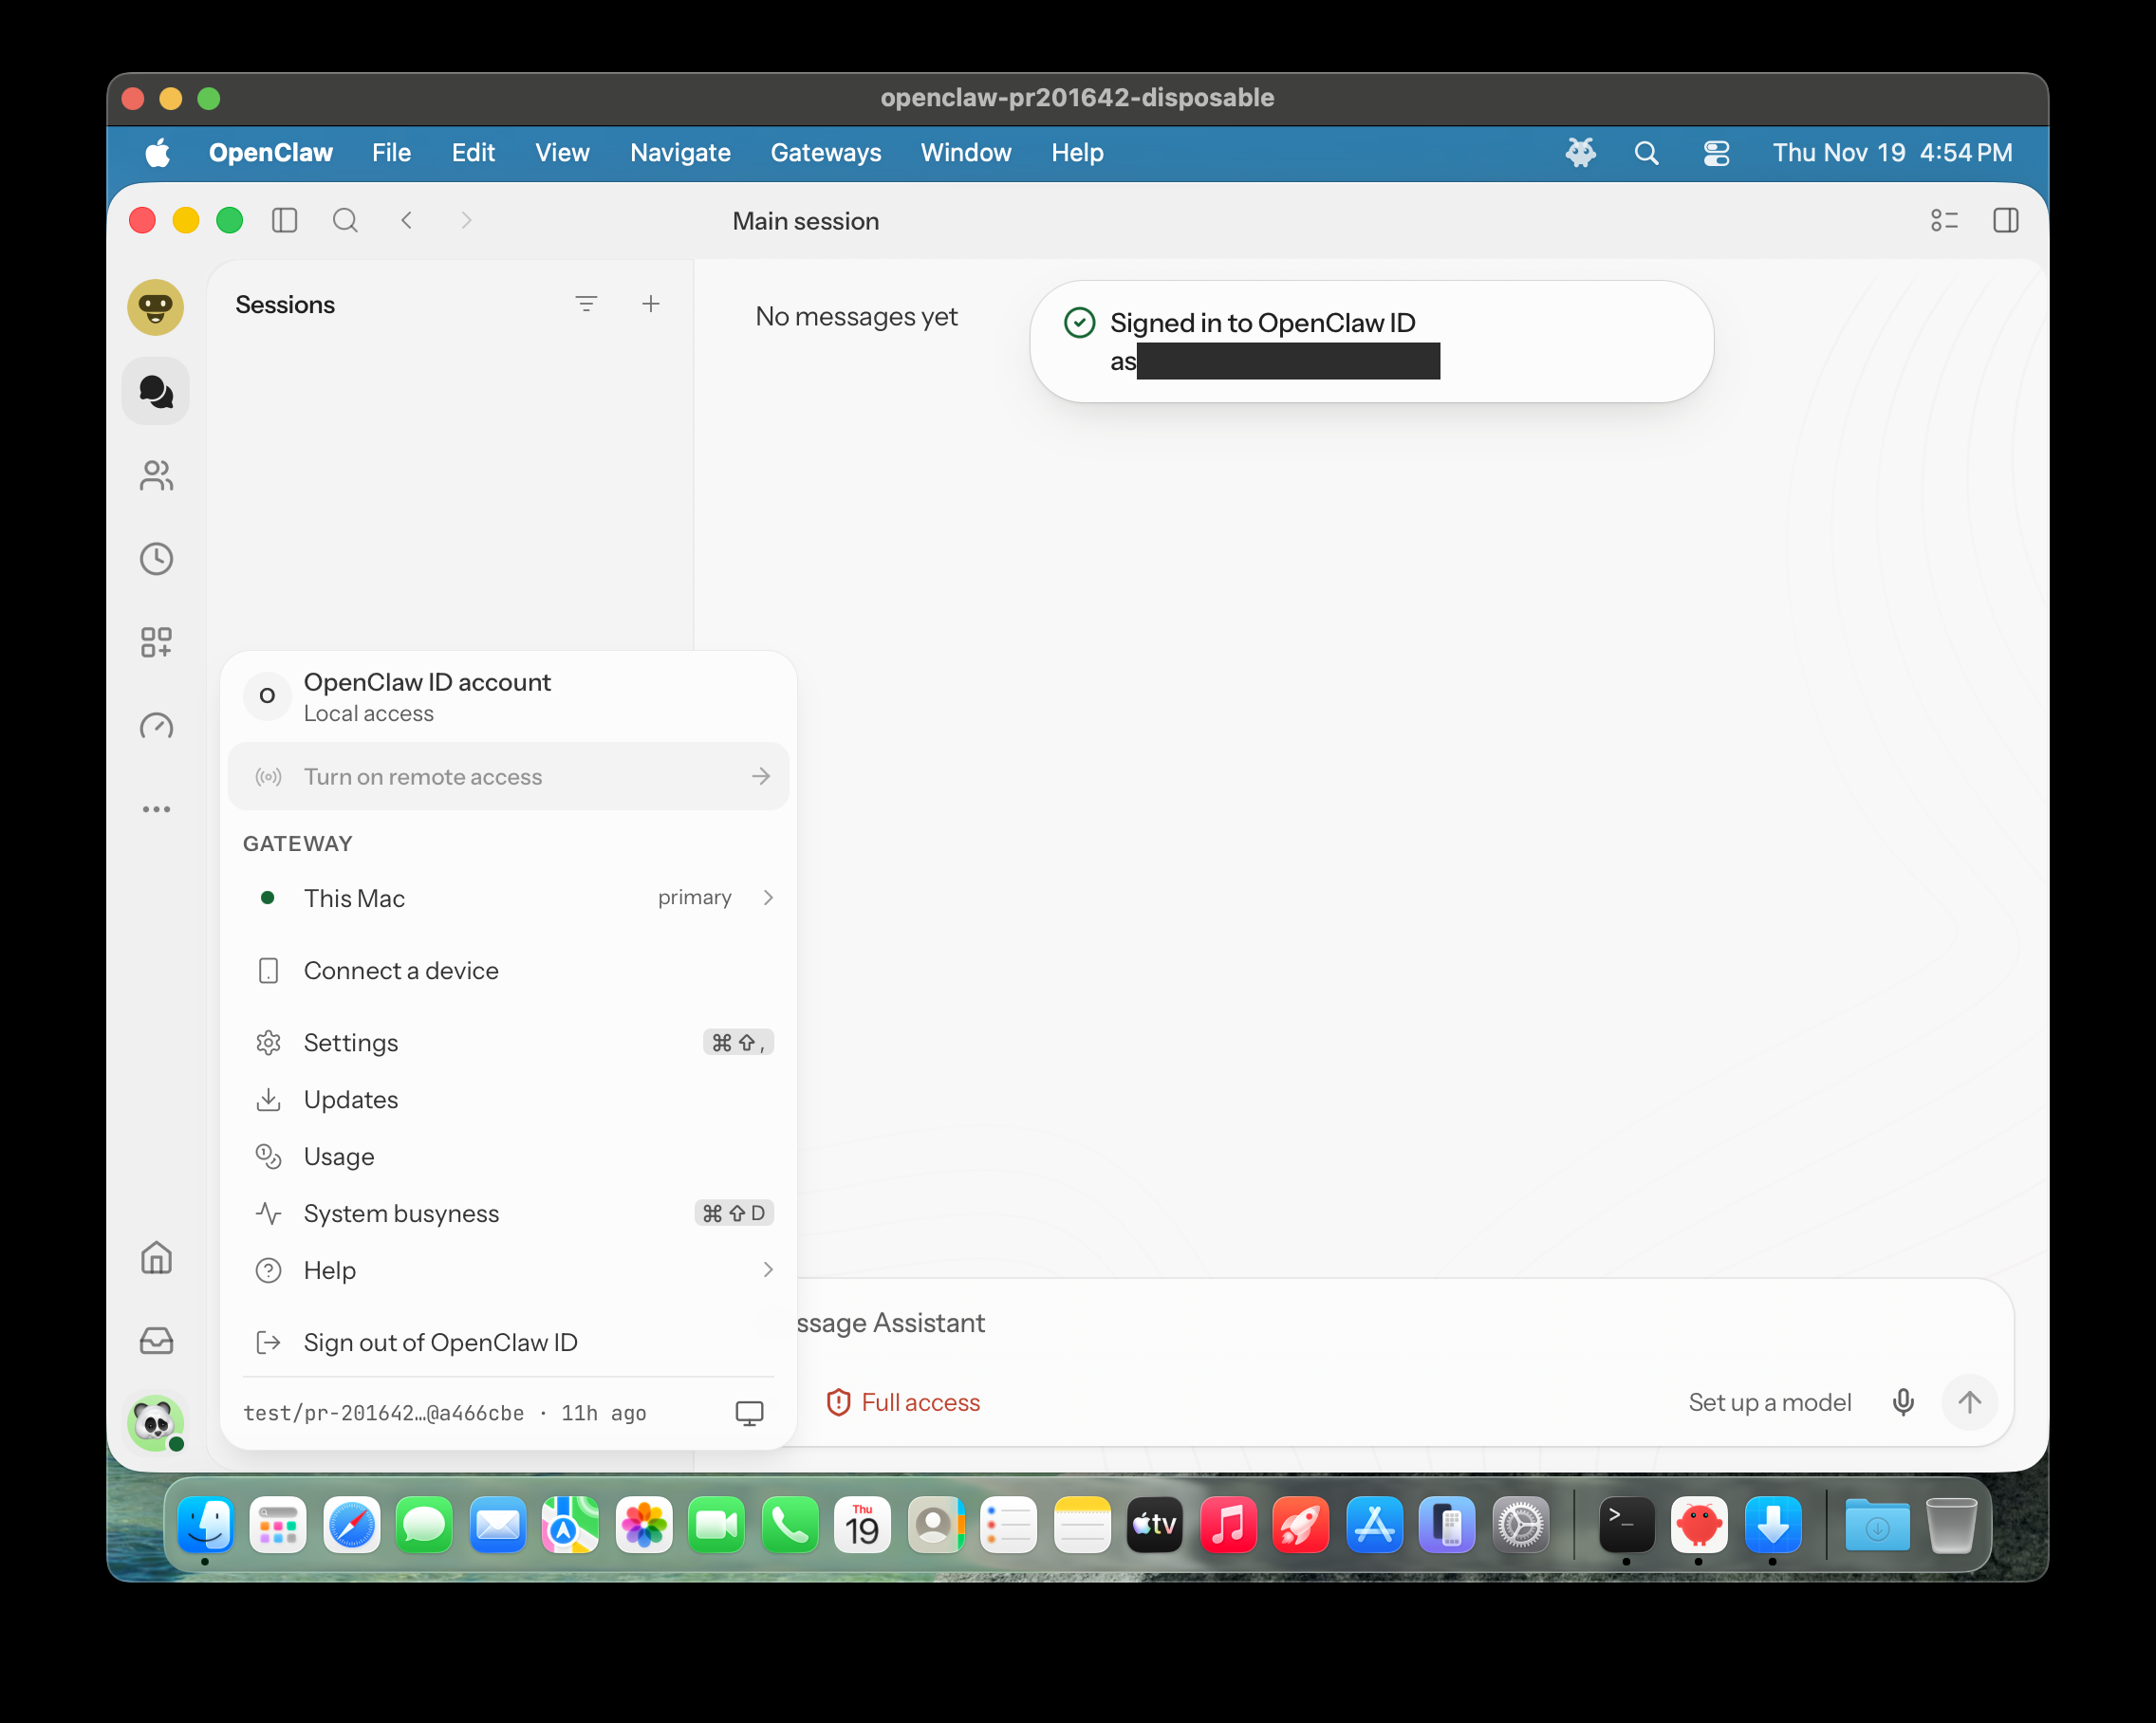 openclaw-pr201642-disposable
OpenClaw File Edit View Navigate Gateways Window Help Thu Nov 19 4:54 PM
Main session
Sessions
No messages yet
Signed in to OpenClaw ID
as
O
OpenClaw ID account
Local access
Turn on remote access
GATEWAY
This Mac primary
Connect a device
Settings ⌘⇧,
Updates
Usage
System busyness ⌘⇧D
Help
Sign out of OpenClaw ID
test/pr-201642…@a466cbe · 11h ago
ssage Assistant
Full access Set up a model
Thu
19
tv
>_